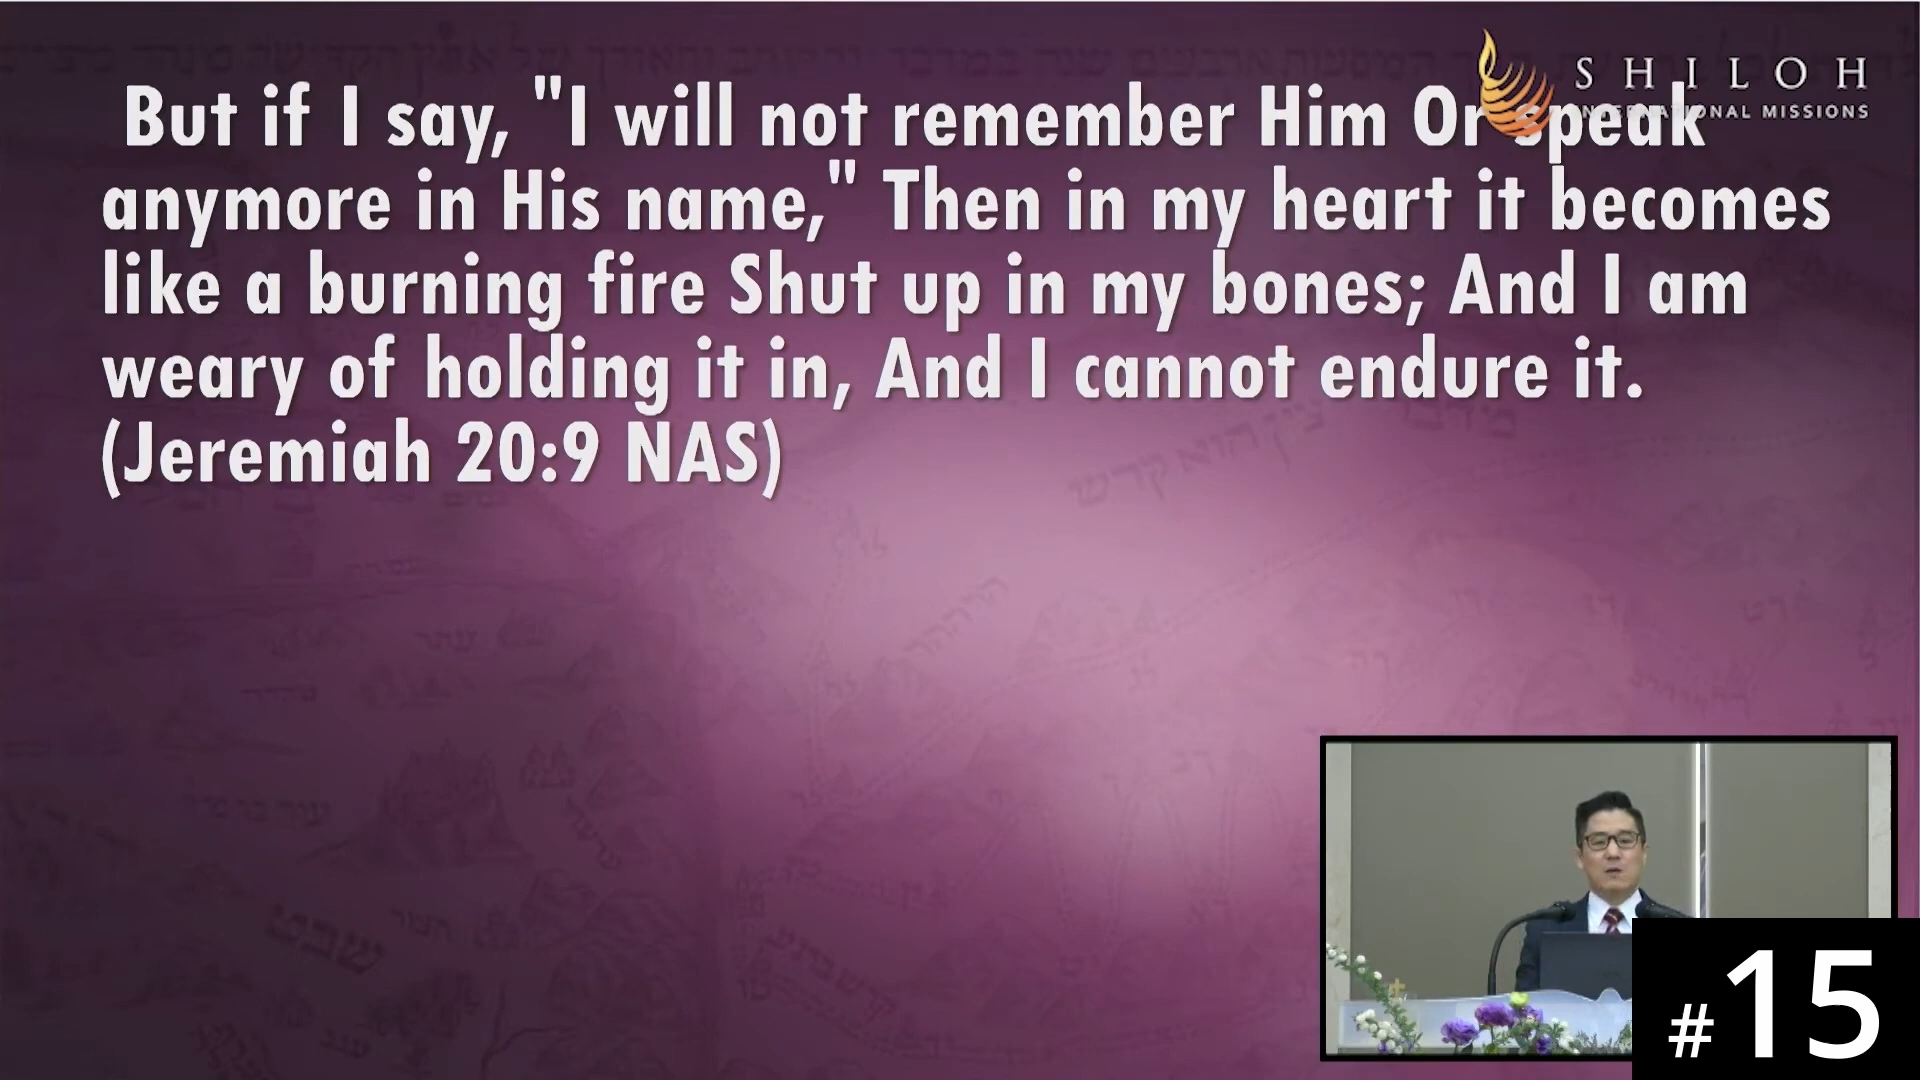 SHILOH
INTERNATIONAL MISSIONS
But if I say, "I will not remember Him Or speak
anymore in His name," Then in my heart it becomes
like a burning fire Shut up in my bones; And I am
weary of holding it in, And I cannot endure it.
(Jeremiah 20:9 NAS)
#15